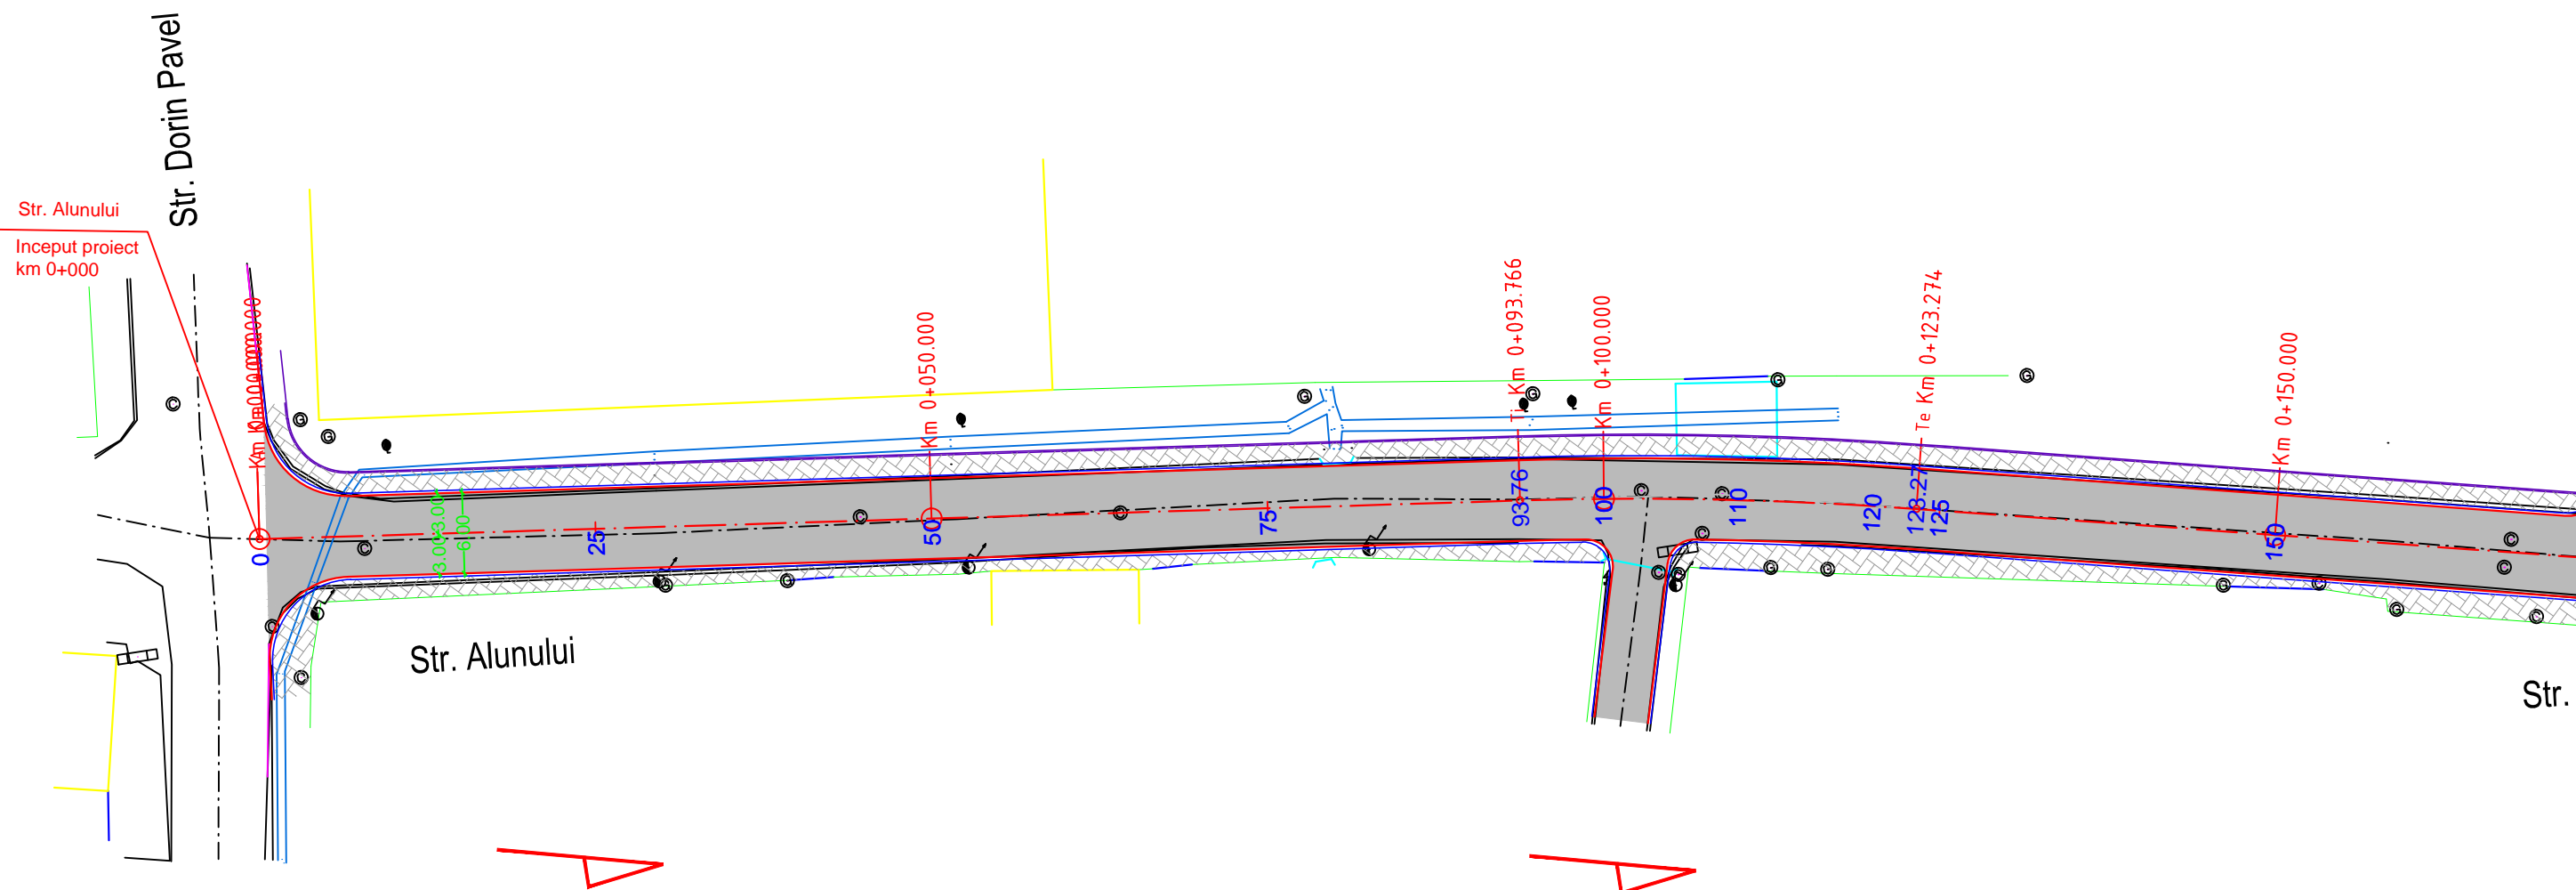 Str. Dorin Pavel
Str. Alunului
Inceput proiect
km 0+000
Km 0+050.000
Ti Km 0+093.766
Km 0+100.000
Te Km 0+123.274
Km 0+150.000
3.00
3.00
6.00
0
25
50
75
93.76
100
110
120
123.27
125
150
Str. Alunului
Str.